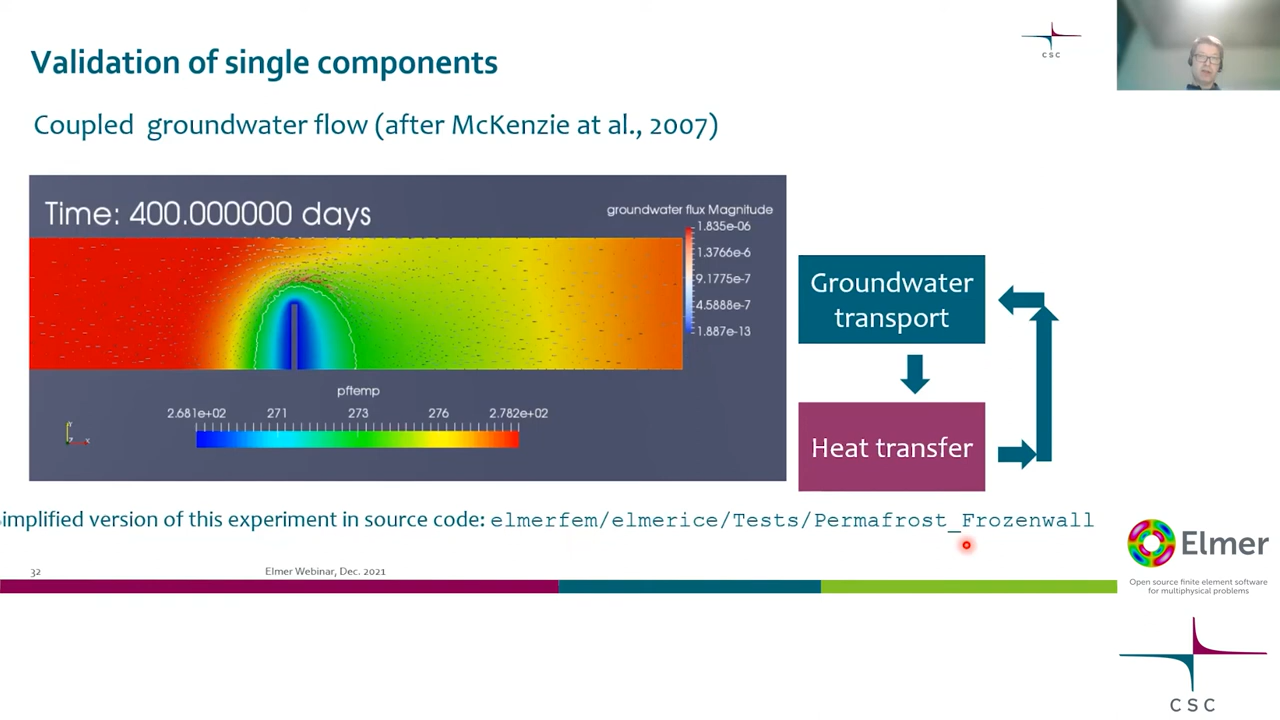 Validation of single components
CSC
Coupled groundwater flow (after McKenzie at al., 2007)
Time: 400.000000 days
groundwater flux Magnitude
1.835e-06
1.3766e-6
9.1775e-7
4.5888e-7
1.887e-13
pftemp
2.681e+02 271 273 276 2.782e+02
Groundwater
transport
Heat transfer
implified version of this experiment in source code: elmerfem/elmerice/Tests/Permafrost_Frozenwall
32
Elmer Webinar, Dec. 2021
Elmer
Open source finite element software
for multiphysical problems
CSC